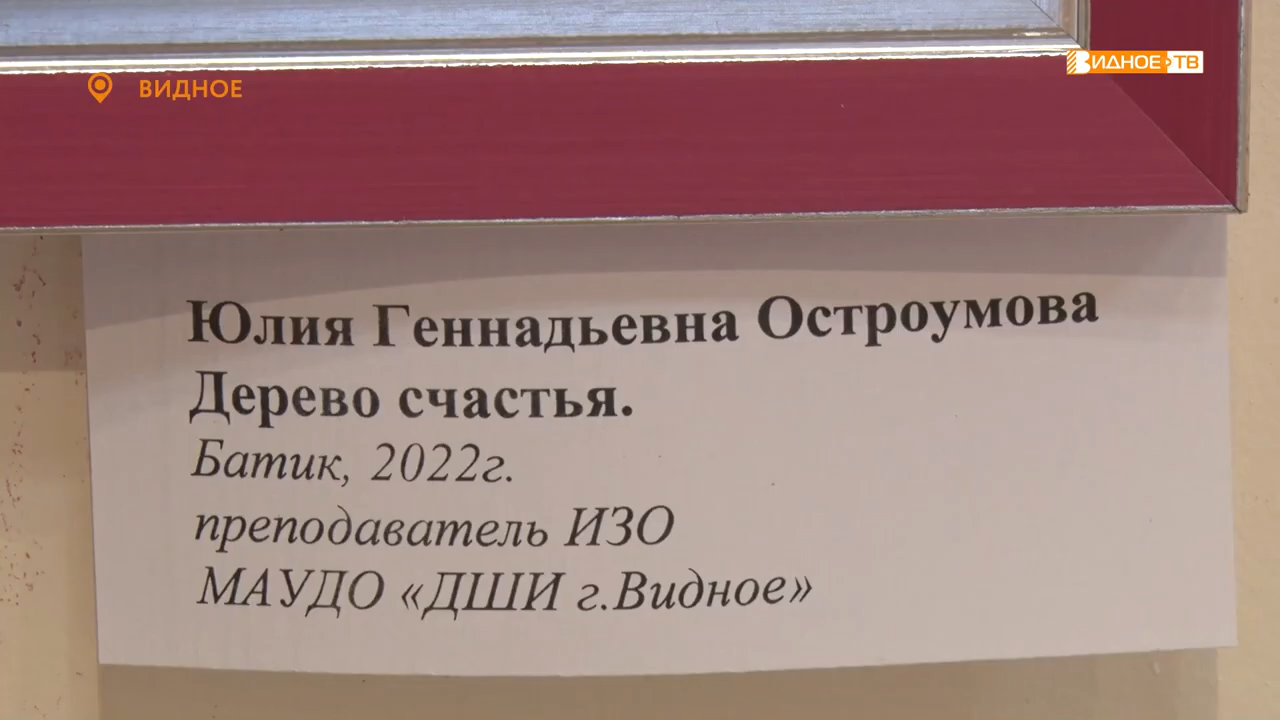 ВИДНОЕ
ВИДНОЕ ТВ
Юлия Геннадьевна Остроумова
Дерево счастья.
Батик, 2022г.
преподаватель ИЗО
МАУДО «ДШИ г.Видное»